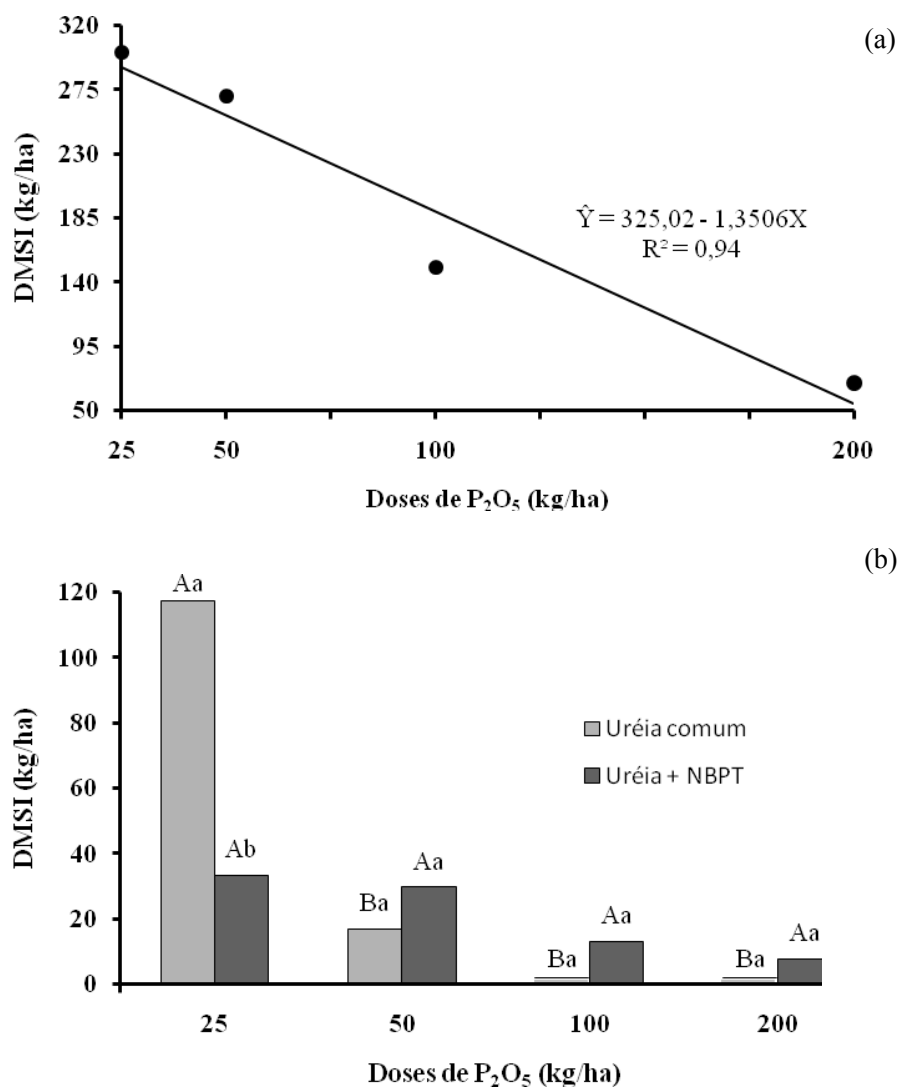 (a)
320
275
230
185
140
95
50
DMSI (kg/ha)
Ŷ = 325,02 - 1,3506X
R² = 0,94
25 50 100 200
Doses de P₂O₅ (kg/ha)
(b)
120
100
80
60
40
20
0
DMSI (kg/ha)
Aa
Ab
Ba
Aa
Ba
Aa
Ba
Aa
Uréia comum
Uréia + NBPT
25 50 100 200
Doses de P₂O₅ (kg/ha)